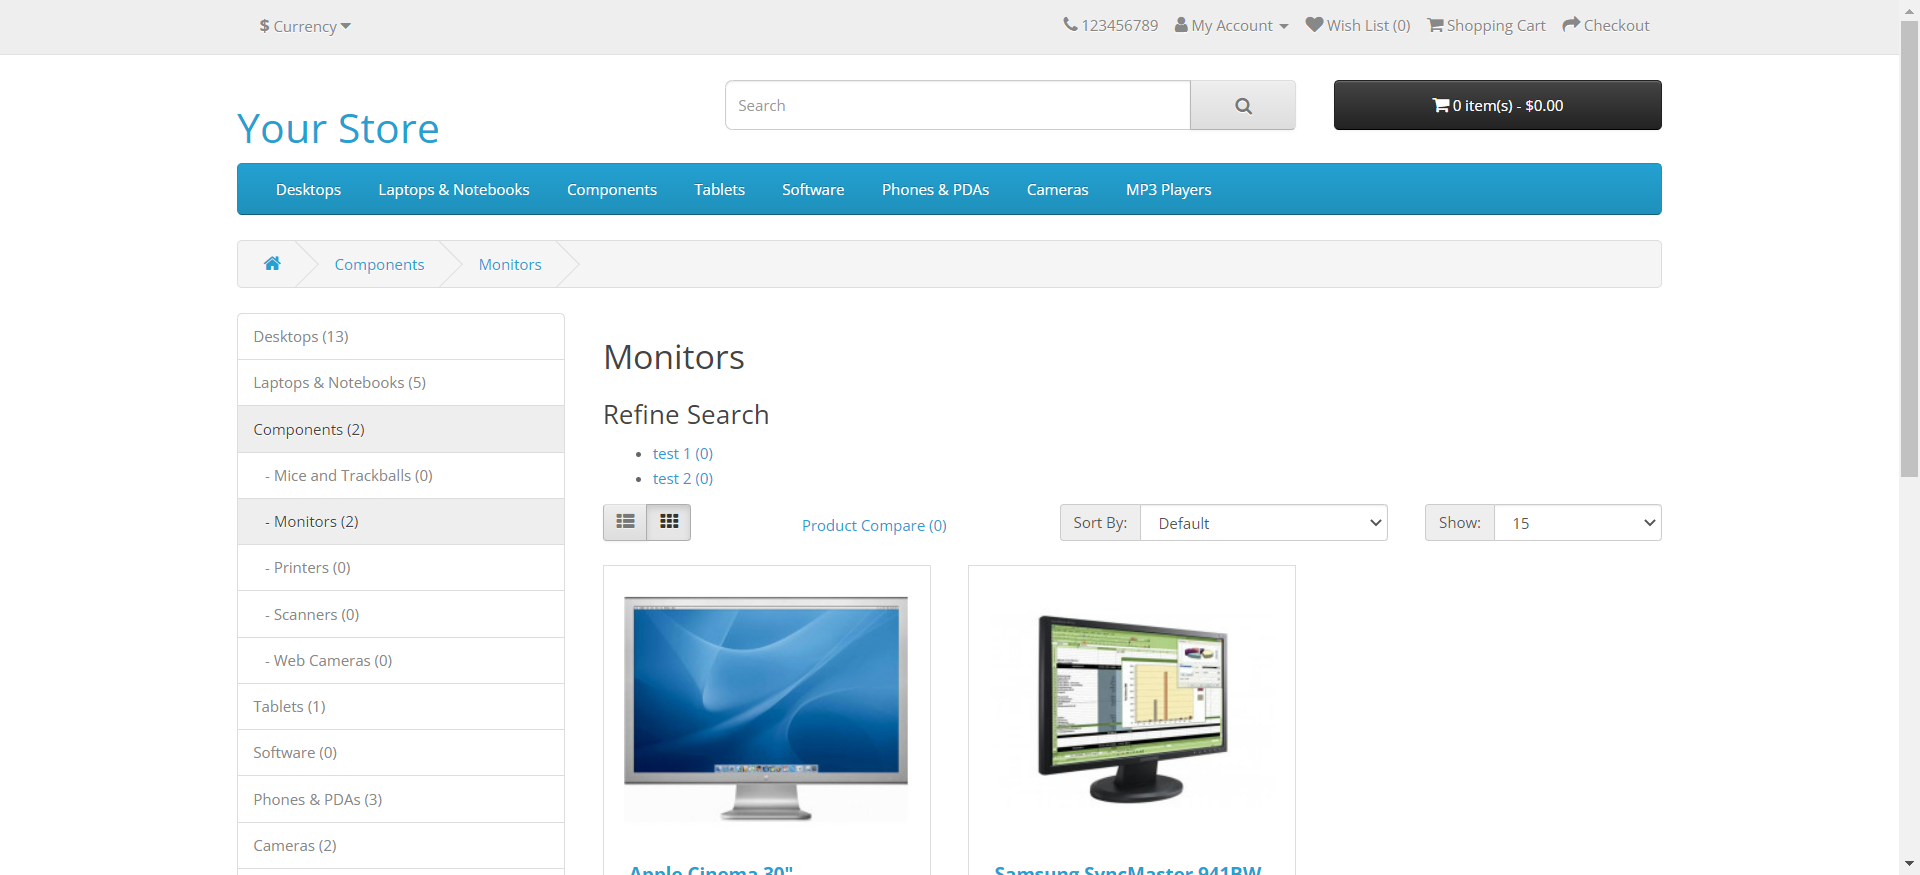 $ Currency
123456789 My Account Wish List (0) Shopping Cart Checkout
Your Store
Search
0 item(s) - $0.00
Desktops Laptops & Notebooks Components Tablets Software Phones & PDAs Cameras MP3 Players
Components Monitors
Desktops (13)
Laptops & Notebooks (5)
Components (2)
- Mice and Trackballs (0)
- Monitors (2)
- Printers (0)
- Scanners (0)
- Web Cameras (0)
Tablets (1)
Software (0)
Phones & PDAs (3)
Cameras (2)
Monitors
Refine Search
test 1 (0)
test 2 (0)
Product Compare (0) Sort By: Default Show: 15
Apple Cinema 30" Samsung SyncMaster 941BW